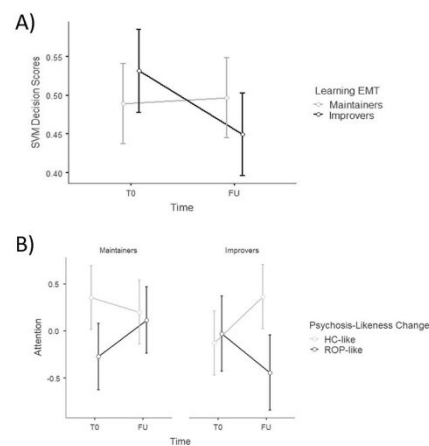 A)
0.55
0.50
0.45
0.40
SVM Decision Scores
T0
FU
Time
Learning EMT
Maintainers
Improvers
B)
Maintainers
Improvers
0.5
0.0
-0.5
Attention
T0
FU
T0
FU
Time
Psychosis-Likeness Change
HC-like
ROP-like